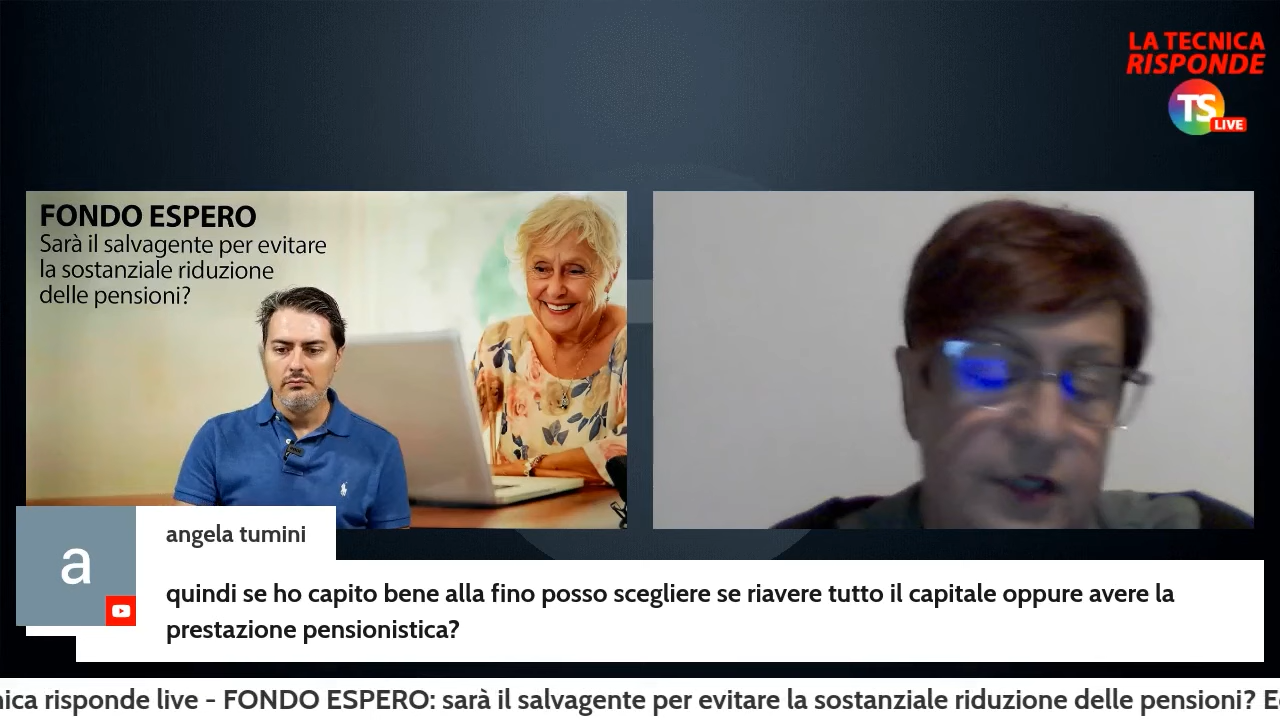 LA TECNICA
RISPONDE
TS
LIVE
FONDO ESPERO
Sarà il salvagente per evitare
la sostanziale riduzione
delle pensioni?
a
angela tumini
quindi se ho capito bene alla fino posso scegliere se riavere tutto il capitale oppure avere la
prestazione pensionistica?
nica risponde live - FONDO ESPERO: sarà il salvagente per evitare la sostanziale riduzione delle pensioni? E